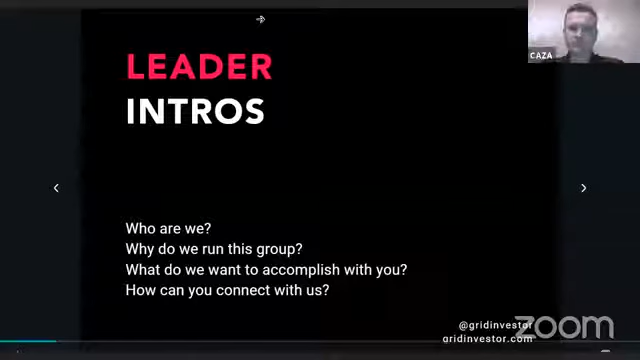 CAZA
LEADER
INTROS
Who are we?
Why do we run this group?
What do we want to accomplish with you?
How can you connect with us?
@gridinvestor
gridinvestor.com
zoom